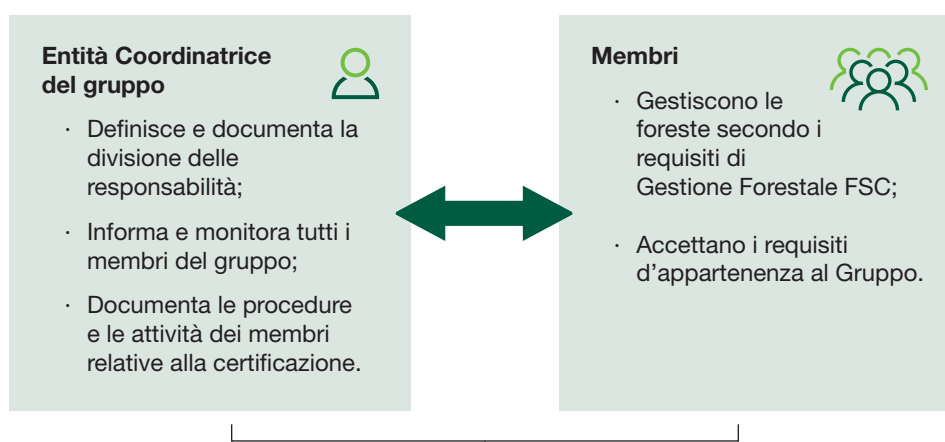 Entità Coordinatrice
del gruppo
· Definisce e documenta la
divisione delle
responsabilità;
· Informa e monitora tutti i
membri del gruppo;
· Documenta le procedure
e le attività dei membri
relative alla certificazione.
Membri
· Gestiscono le
foreste secondo i
requisiti di
Gestione Forestale FSC;
· Accettano i requisiti
d’appartenenza al Gruppo.